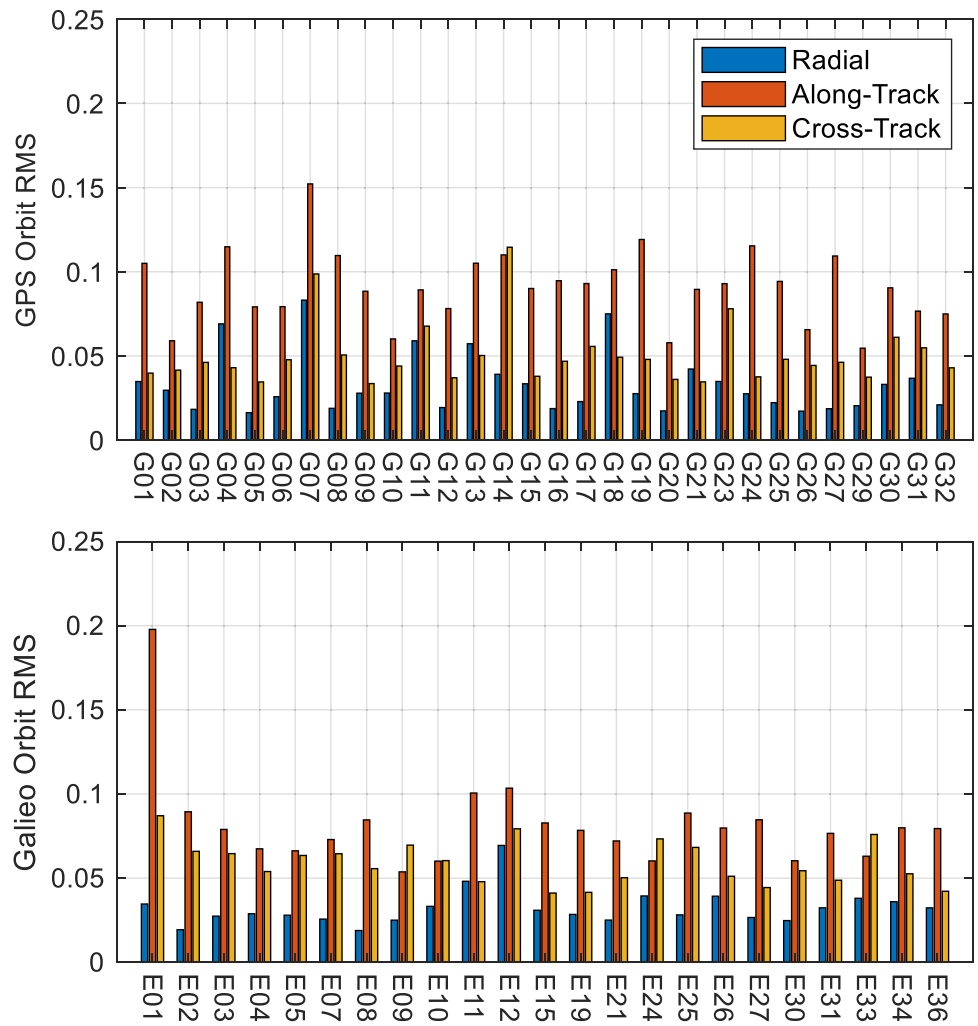 0.25
0.2
0.15
0.1
0.05
0
GPS Orbit RMS
Radial
Along-Track
Cross-Track
G01 G02 G03 G04 G05 G06 G07 G08 G09 G10 G11 G12 G13 G14 G15 G16 G17 G18 G19 G20 G21 G23 G24 G25 G26 G27 G29 G30 G31 G32
0.25
0.2
0.15
0.1
0.05
0
Galieo Orbit RMS
E01 E02 E03 E04 E05 E07 E08 E09 E10 E11 E12 E15 E19 E21 E24 E25 E26 E27 E30 E31 E33 E34 E36